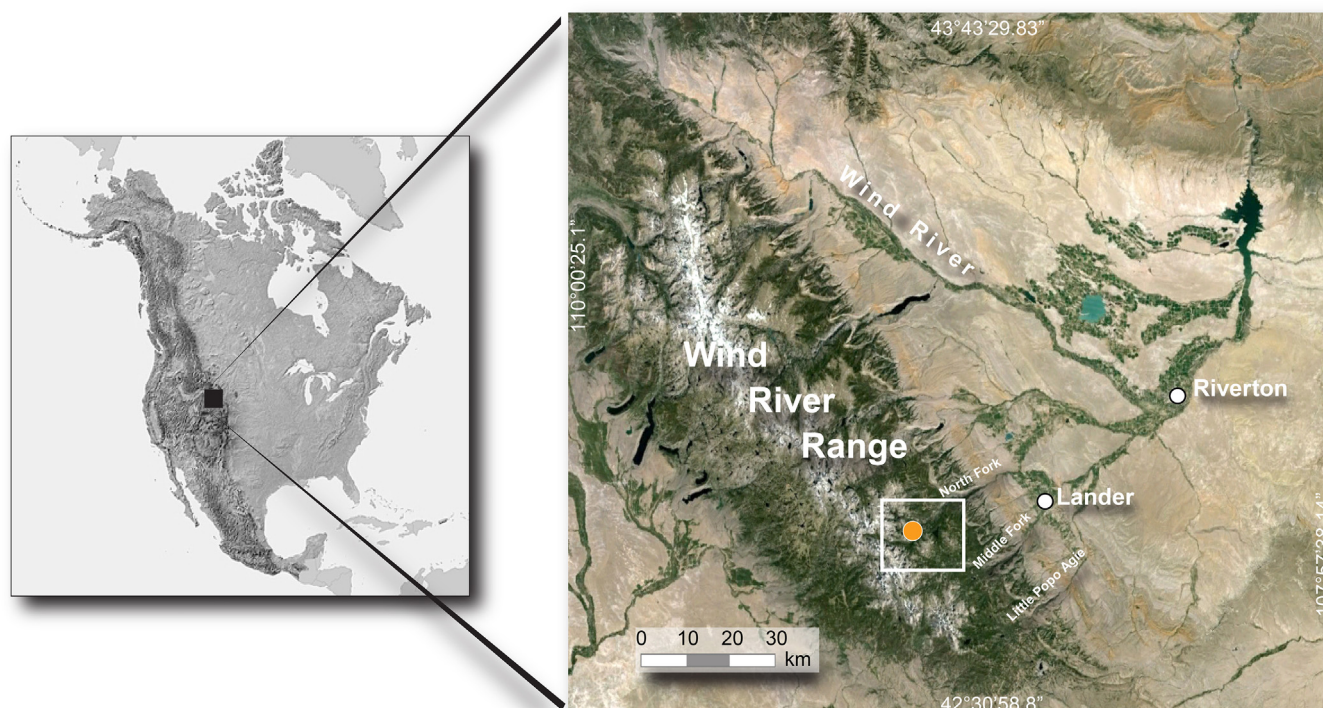 43°43’29.83”
110°00’25.1“
Wind River
Wind
River
Range
Riverton
North Fork
Lander
Middle Fork
Little Popo Agie
0 10 20 30
km
42°30’58.8”